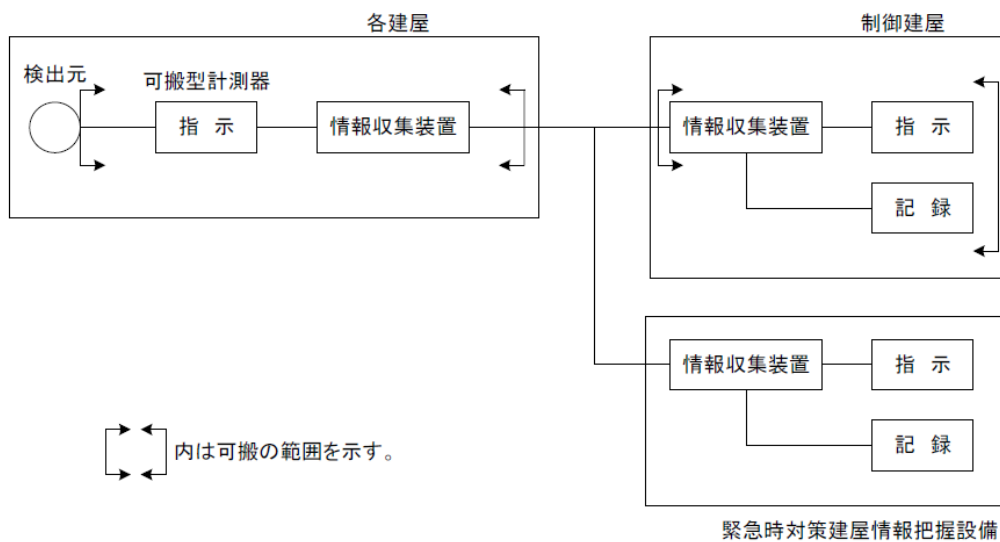 各建屋
制御建屋
検出元
可搬型計測器
指 示
情報収集装置
情報収集装置
指 示
記 録
情報収集装置
指 示
記 録
内は可搬の範囲を示す。
緊急時対策建屋情報把握設備